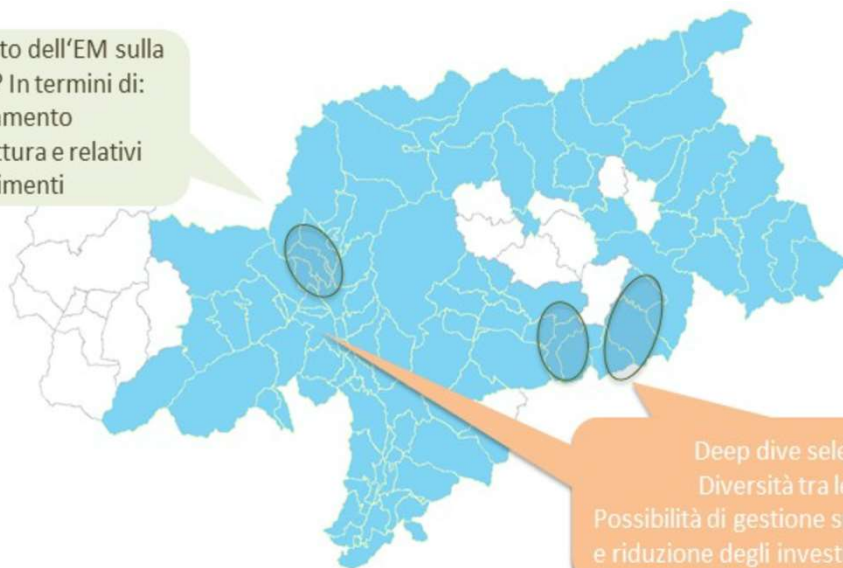 to dell'EM sulla
? In termini di:
amento
ttura e relativi
imenti
Deep dive sele
Diversità tra le
Possibilità di gestione s
e riduzione degli invest